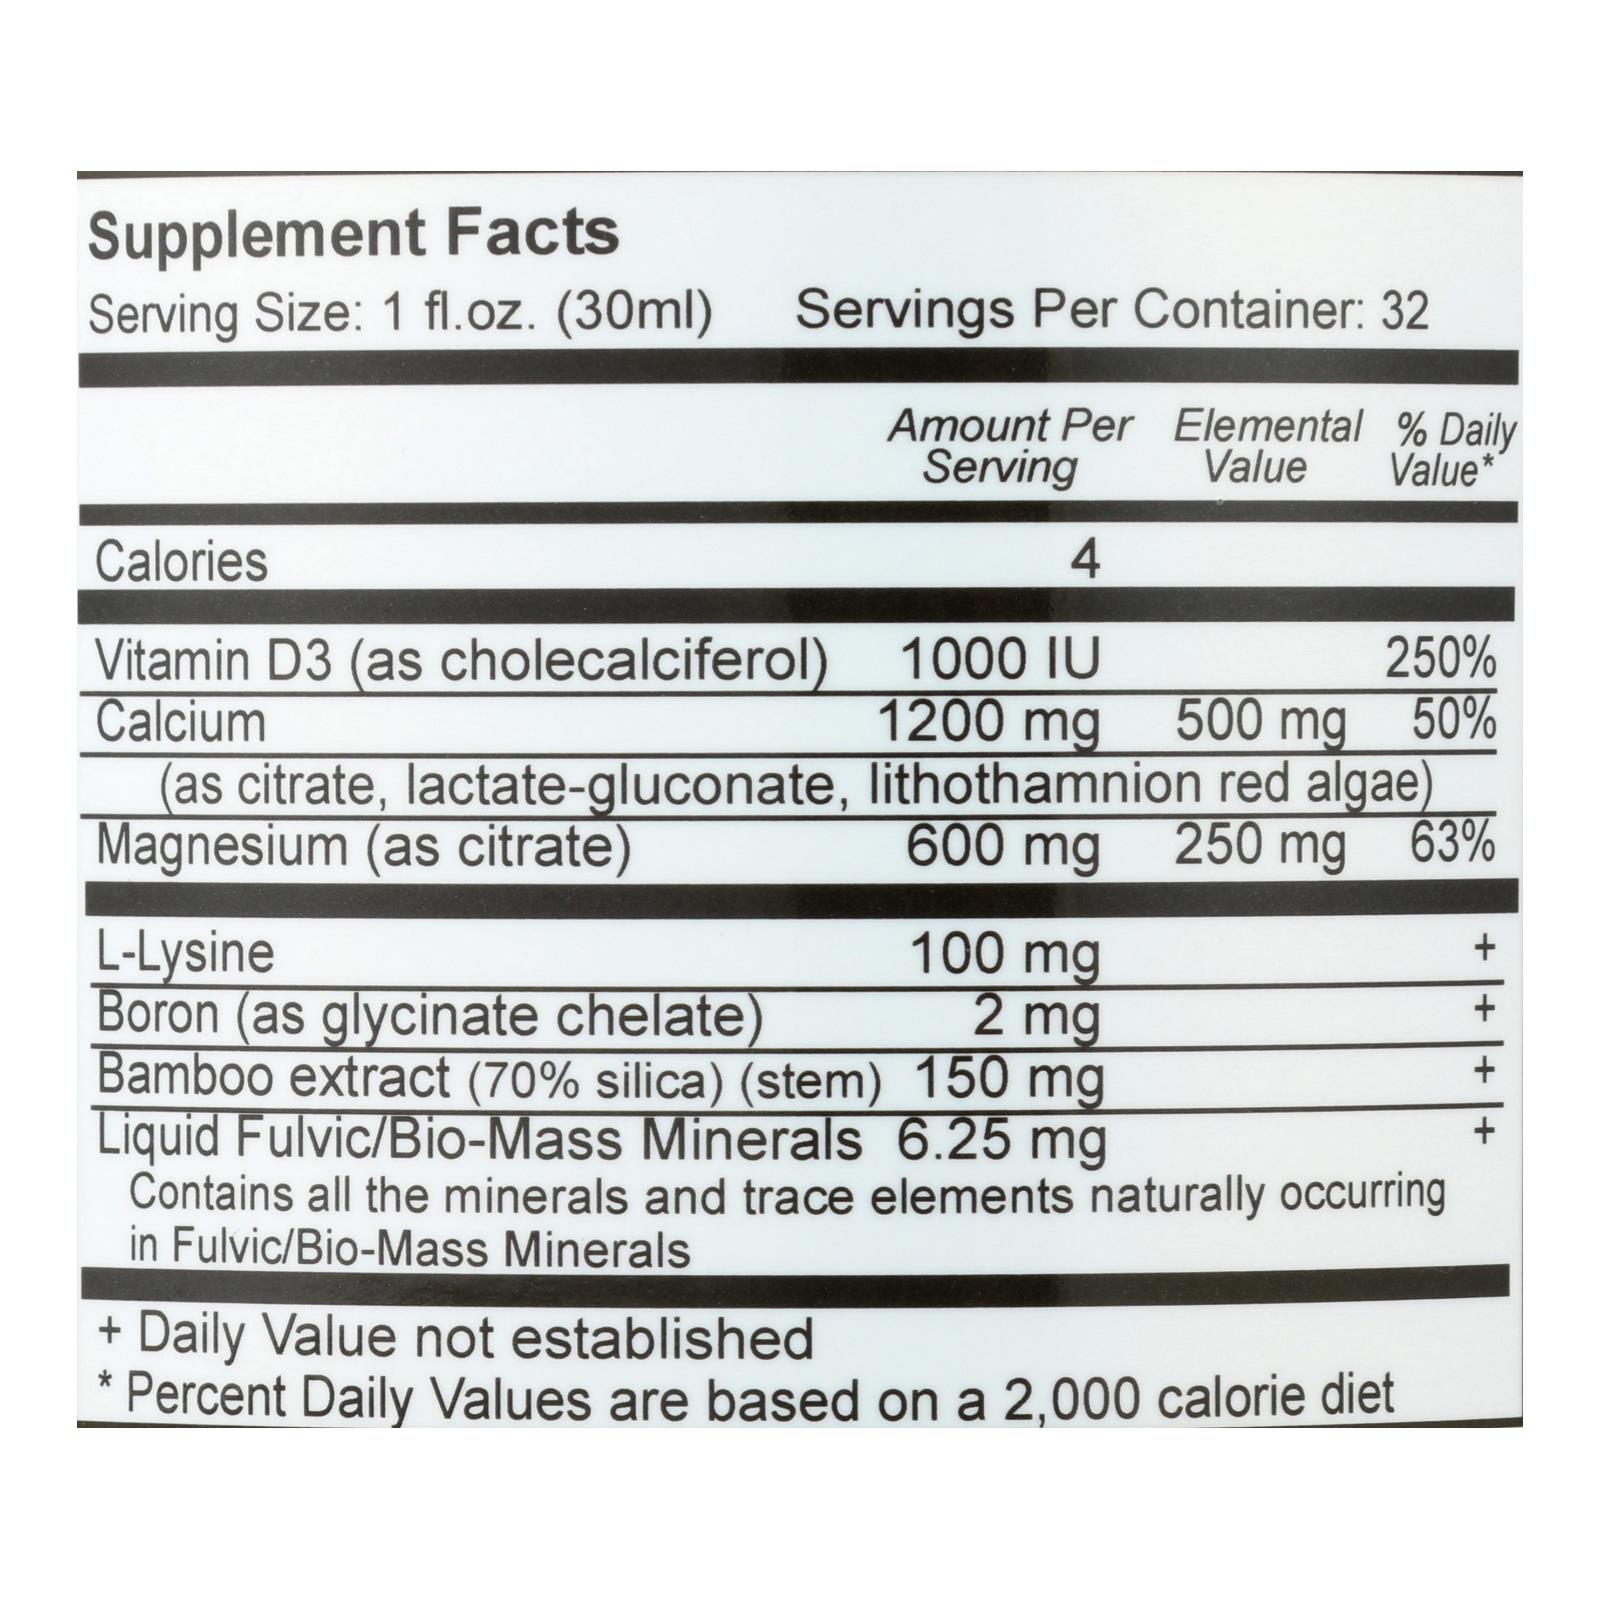 Supplement Facts
Serving Size: 1 fl.oz. (30ml) Servings Per Container: 32
Amount Per Serving Elemental Value % Daily Value*
Calories 4
Vitamin D3 (as cholecalciferol) 1000 IU 250%
Calcium 1200 mg 500 mg 50%
(as citrate, lactate-gluconate, lithothamnion red algae)
Magnesium (as citrate) 600 mg 250 mg 63%
L-Lysine 100 mg +
Boron (as glycinate chelate) 2 mg +
Bamboo extract (70% silica) (stem) 150 mg +
Liquid Fulvic/Bio-Mass Minerals 6.25 mg +
Contains all the minerals and trace elements naturally occurring
in Fulvic/Bio-Mass Minerals
+ Daily Value not established
* Percent Daily Values are based on a 2,000 calorie diet